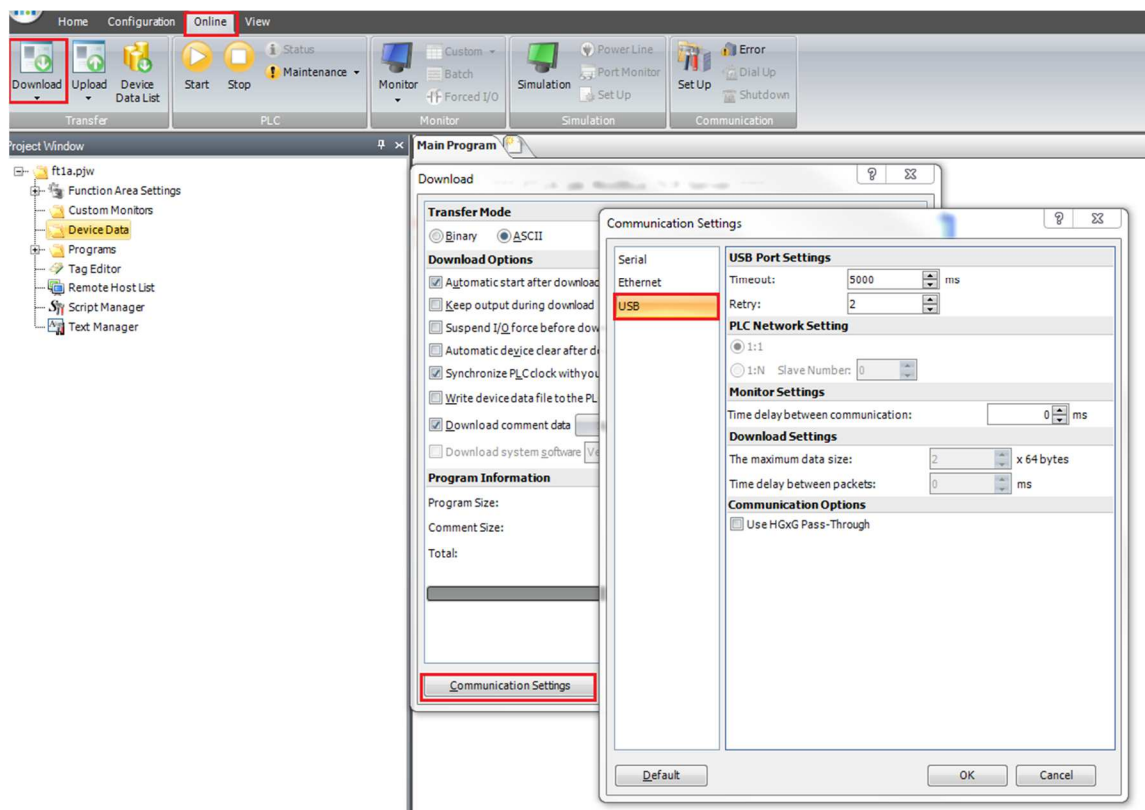 Home Configuration Online View
Download Upload Device Data List
Transfer
Start Stop Status Maintenance
PLC
Monitor Custom Batch Forced I/O
Monitor
Simulation Power Line Port Monitor Set Up
Simulation
Set Up Error Dial Up Shutdown
Communication
Project Window
ft1a.pjw
Function Area Settings
Custom Monitors
Device Data
Programs
Tag Editor
Remote Host List
Script Manager
Text Manager
Main Program
Download
Transfer Mode
Binary ASCII
Download Options
Automatic start after download
Keep output during download
Suspend I/O force before dow
Automatic device clear after d
Synchronize PLC clock with you
Write device data file to the PL
Download comment data
Download system software Ve
Program Information
Program Size:
Comment Size:
Total:
Communication Settings
Communication Settings
Serial
Ethernet
USB
USB Port Settings
Timeout: 5000 ms
Retry: 2
PLC Network Setting
1:1
1:N Slave Number: 0
Monitor Settings
Time delay between communication: 0 ms
Download Settings
The maximum data size: 2 x 64 bytes
Time delay between packets: 0 ms
Communication Options
Use HGxG Pass-Through
Default OK Cancel